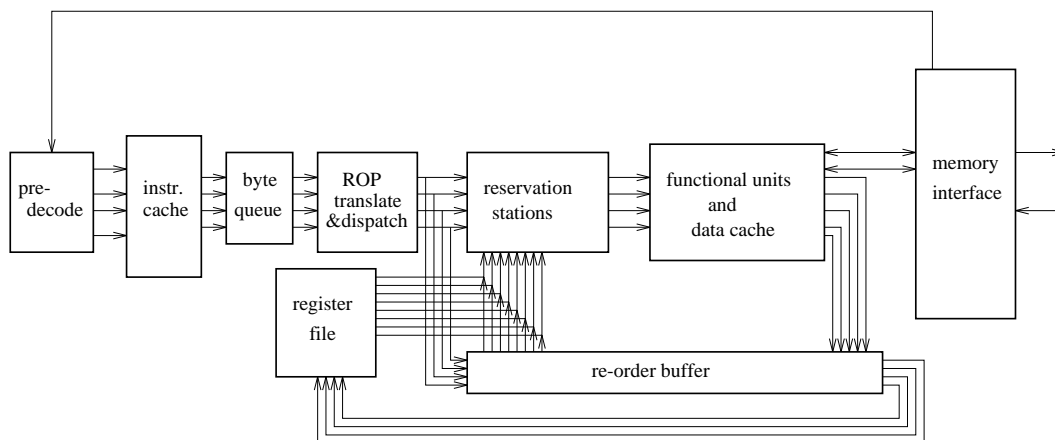 pre-
decode
instr.
cache
byte
queue
ROP
translate
&dispatch
reservation
stations
functional units
and
data cache
memory
interface
register
file
re-order buffer